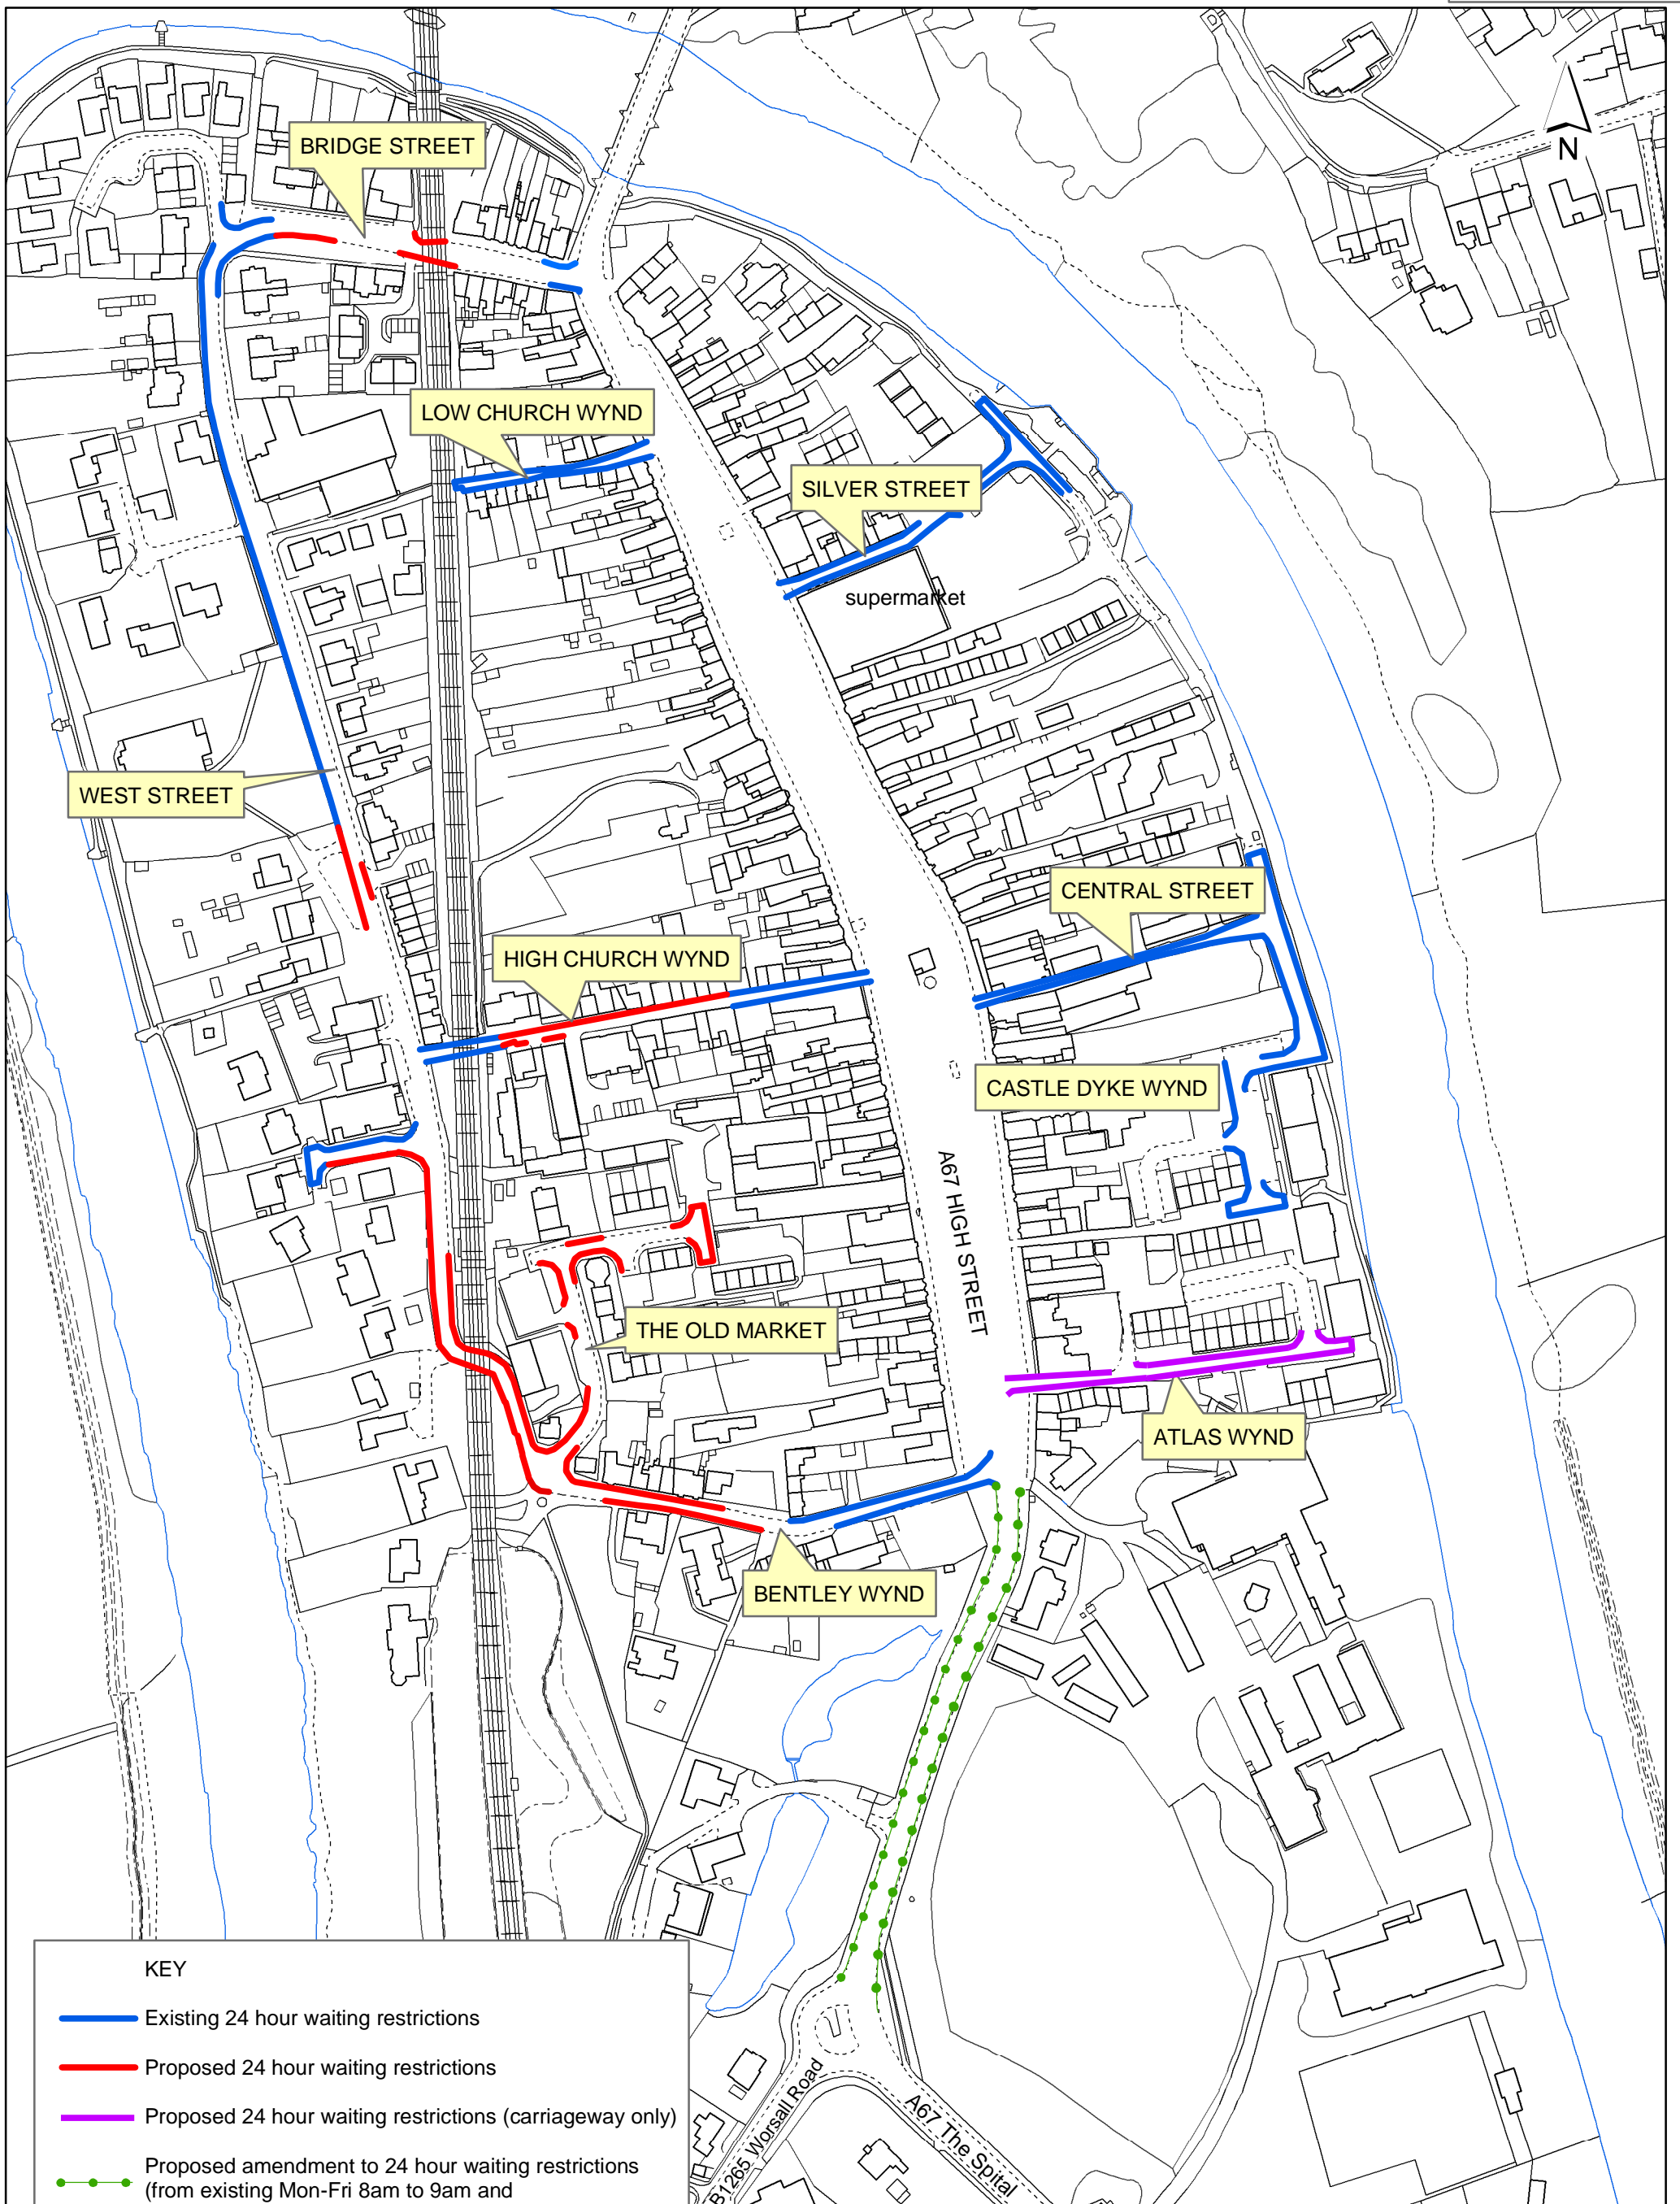 N
BRIDGE STREET
LOW CHURCH WYND
SILVER STREET
supermarket
WEST STREET
CENTRAL STREET
HIGH CHURCH WYND
CASTLE DYKE WYND
A67 HIGH STREET
THE OLD MARKET
ATLAS WYND
BENTLEY WYND
KEY
Existing 24 hour waiting restrictions
Proposed 24 hour waiting restrictions
Proposed 24 hour waiting restrictions (carriageway only)
Proposed amendment to 24 hour waiting restrictions
(from existing Mon-Fri 8am to 9am and
B1265 Worsall Road
A67 The Spital